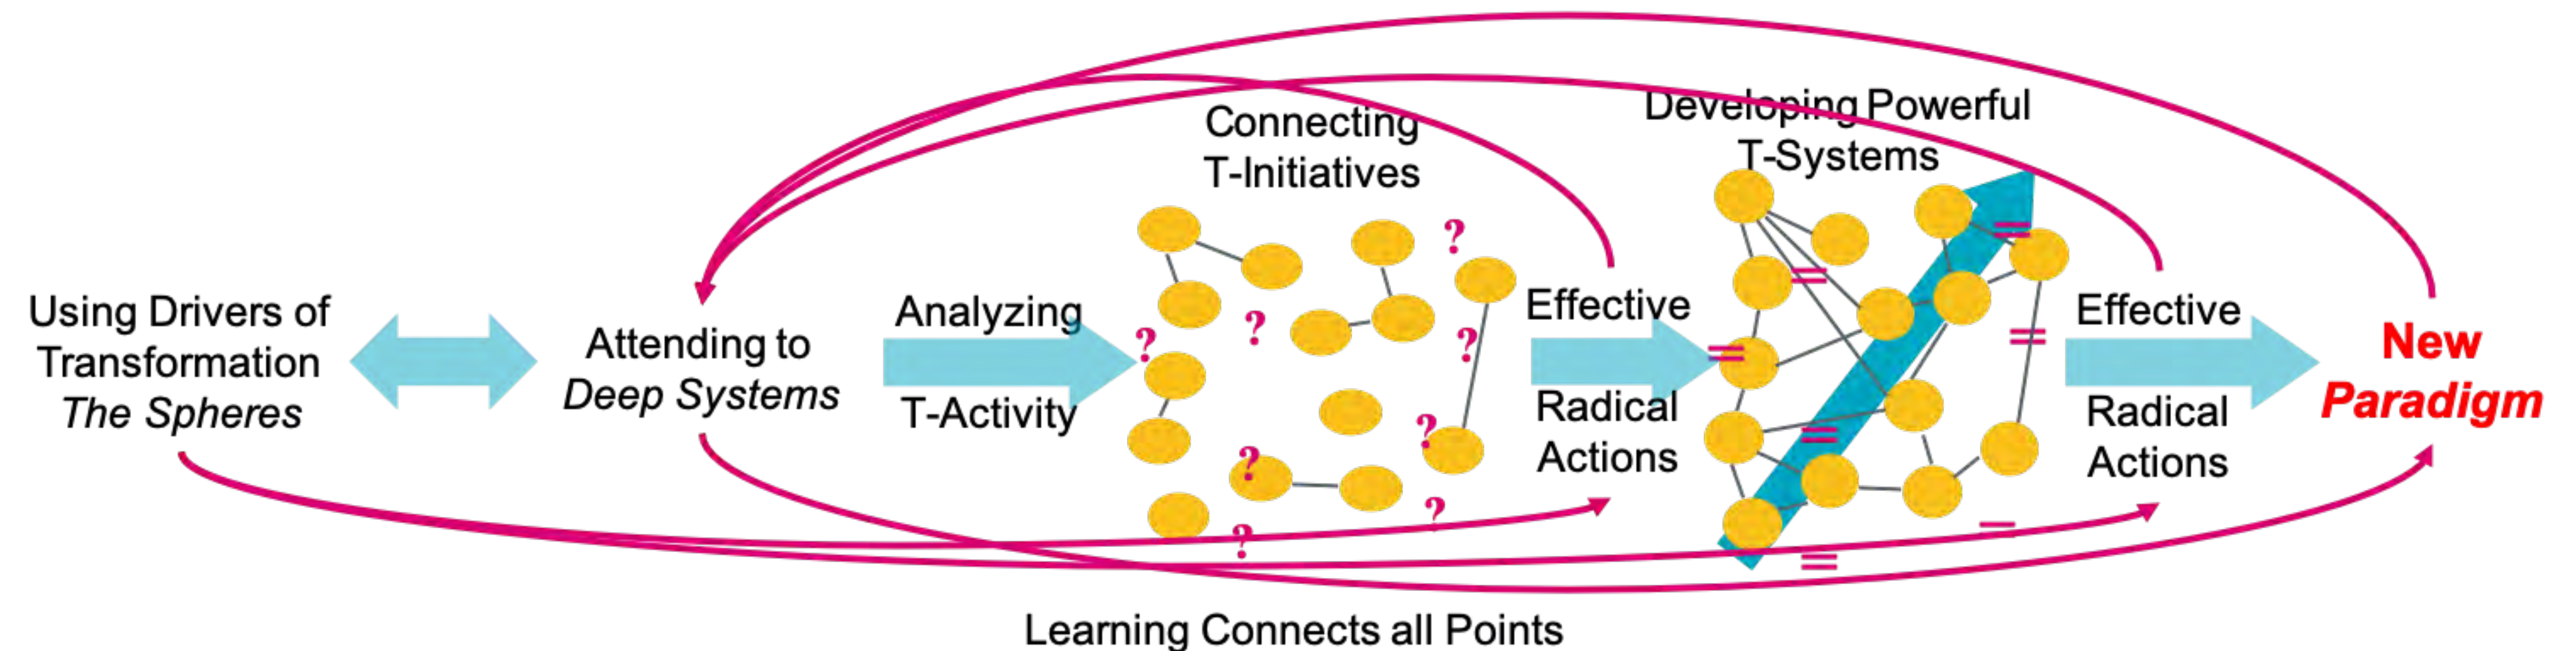 Using Drivers of
Transformation
The Spheres
Attending to
Deep Systems
Analyzing
T-Activity
Connecting
T-Initiatives
?
?
?
?
?
?
?
?
Effective
Radical
Actions
Developing Powerful
T-Systems
Effective
Radical
Actions
New
Paradigm
Learning Connects all Points